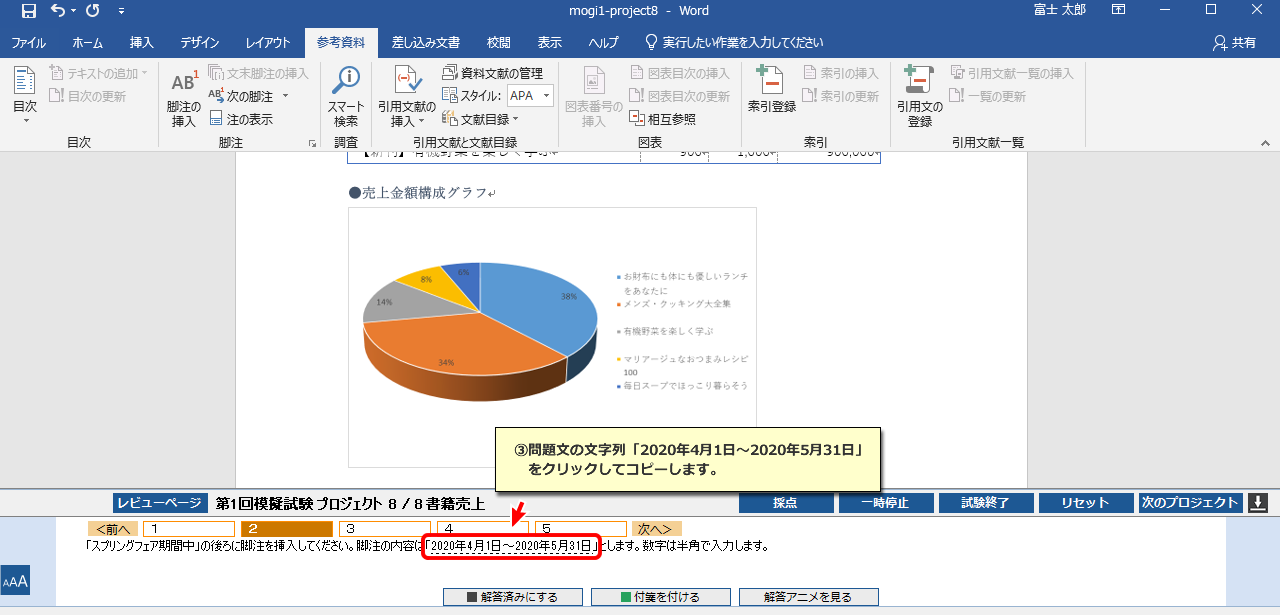 mogi1-project8 - Word
富士 太郎
ファイル ホーム 挿入 デザイン レイアウト 参考資料 差し込み文書 校閲 表示 ヘルプ 実行したい作業を入力してください 共有
目次
テキストの追加
目次の更新
目次
AB1
脚注の
挿入
文末脚注の挿入
次の脚注
注の表示
脚注
スマート
検索
調査
引用文献の
挿入
資料文献の管理
スタイル: APA
文献目録
引用文献と文献目録
図表番号の
挿入
図表目次の挿入
図表目次の更新
相互参照
図表
索引登録
索引の挿入
索引の更新
索引
引用文の
登録
引用文献一覧の挿入
一覧の更新
引用文献一覧
【新刊】有機野菜を楽しく学ぶ 900 1,000 900,000
●売上金額構成グラフ
6%
8%
14%
38%
34%
お財布にも体にも優しいランチ
をあなたに
メンズ・クッキング大全集
有機野菜を楽しく学ぶ
マリアージュなおつまみレシピ
100
毎日スープでほっこり暮らそう
③問題文の文字列「2020年4月1日～2020年5月31日」
をクリックしてコピーします。
レビューページ 第1回模擬試験 プロジェクト 8 / 8 書籍売上 採点 一時停止 試験終了 リセット 次のプロジェクト
<前へ 1 2 3 4 5 次へ>
「スプリングフェア期間中」の後ろに脚注を挿入してください。脚注の内容は「2020年4月1日～2020年5月31日」とします。数字は半角で入力します。
AAA
解答済みにする 付箋を付ける 解答アニメを見る